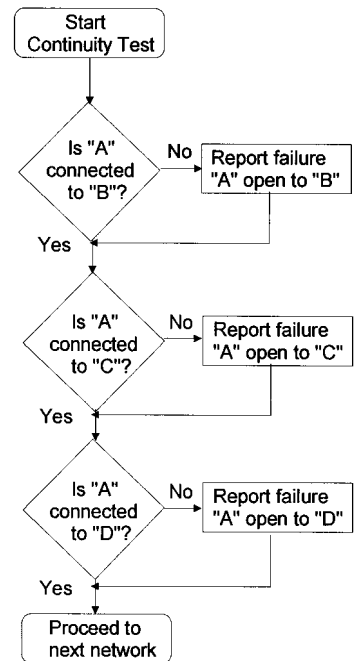 Start
Continuity Test
Is "A"
connected
to "B"?
No
Report failure
"A" open to "B"
Yes
Is "A"
connected
to "C"?
No
Report failure
"A" open to "C"
Yes
Is "A"
connected
to "D"?
No
Report failure
"A" open to "D"
Yes
Proceed to
next network